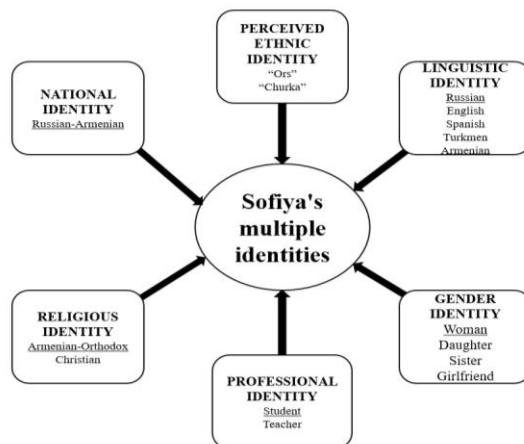 PERCEIVED
ETHNIC
IDENTITY
“Ors”
“Churka”
NATIONAL
IDENTITY
Russian-Armenian
LINGUISTIC
IDENTITY
Russian
English
Spanish
Turkmen
Armenian
Sofiya's
multiple
identities
RELIGIOUS
IDENTITY
Armenian-Orthodox
Christian
PROFESSIONAL
IDENTITY
Student
Teacher
GENDER
IDENTITY
Woman
Daughter
Sister
Girlfriend